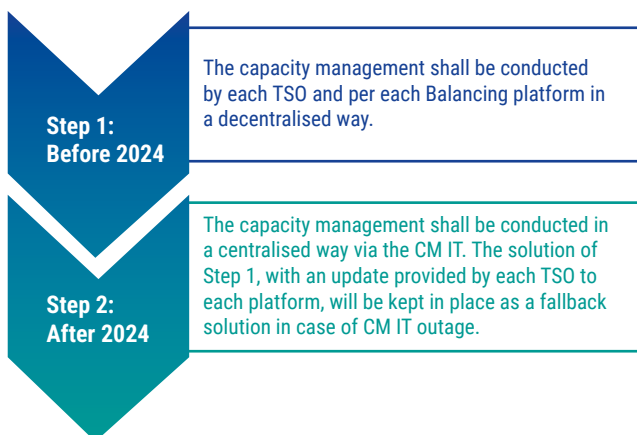 Step 1:
Before 2024
The capacity management shall be conducted
by each TSO and per each Balancing platform in
a decentralised way.
Step 2:
After 2024
The capacity management shall be conducted in
a centralised way via the CM IT. The solution of
Step 1, with an update provided by each TSO to
each platform, will be kept in place as a fallback
solution in case of CM IT outage.